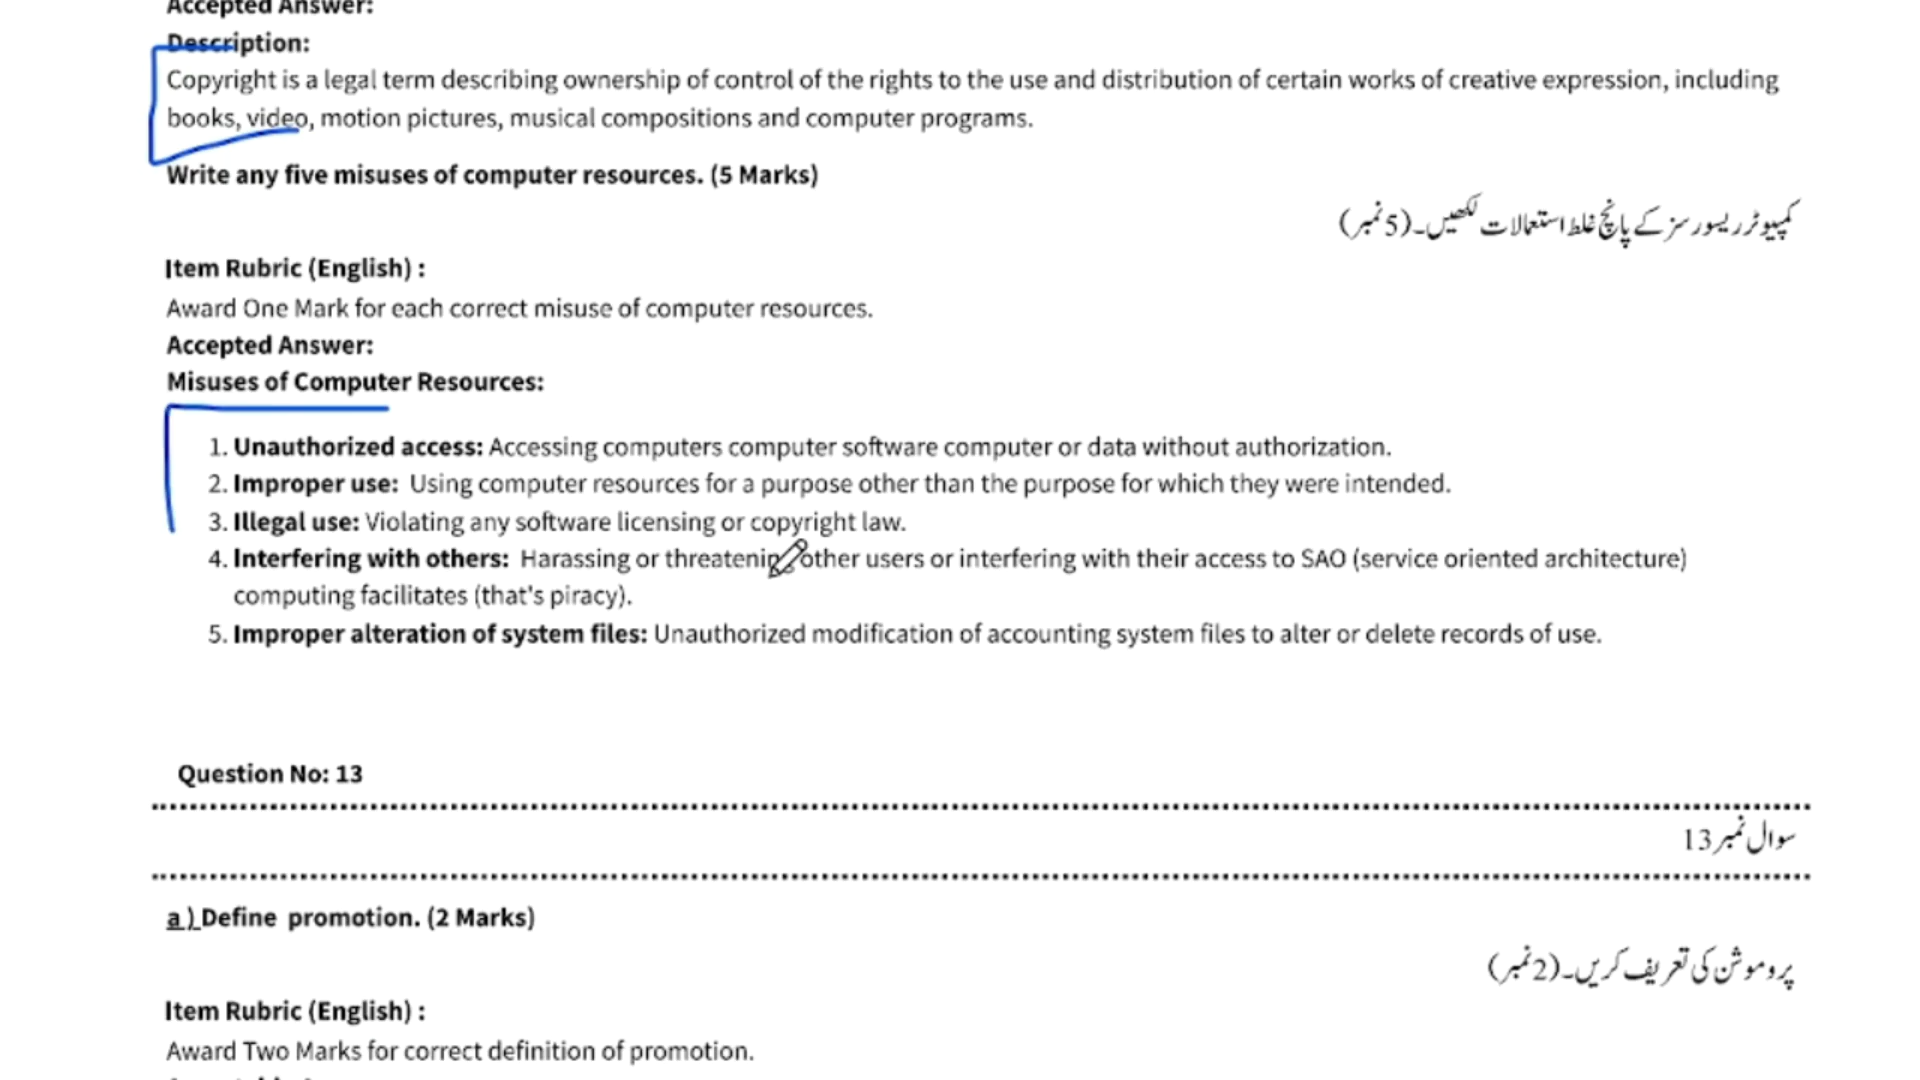 Accepted Answer:
Description:
Copyright is a legal term describing ownership of control of the rights to the use and distribution of certain works of creative expression, including
books, video, motion pictures, musical compositions and computer programs.
Write any five misuses of computer resources. (5 Marks)
کمپیوٹر ریسورسز کے پانچ غلط استعمالات لکھیں۔(5 نمبر)
Item Rubric (English) :
Award One Mark for each correct misuse of computer resources.
Accepted Answer:
Misuses of Computer Resources:
1. Unauthorized access: Accessing computers computer software computer or data without authorization.
2. Improper use: Using computer resources for a purpose other than the purpose for which they were intended.
3. Illegal use: Violating any software licensing or copyright law.
4. Interfering with others: Harassing or threatening other users or interfering with their access to SAO (service oriented architecture)
computing facilitates (that's piracy).
5. Improper alteration of system files: Unauthorized modification of accounting system files to alter or delete records of use.
Question No: 13
سوال نمبر 13
a ) Define promotion. (2 Marks)
پروموشن کی تعریف کریں۔(2 نمبر)
Item Rubric (English) :
Award Two Marks for correct definition of promotion.